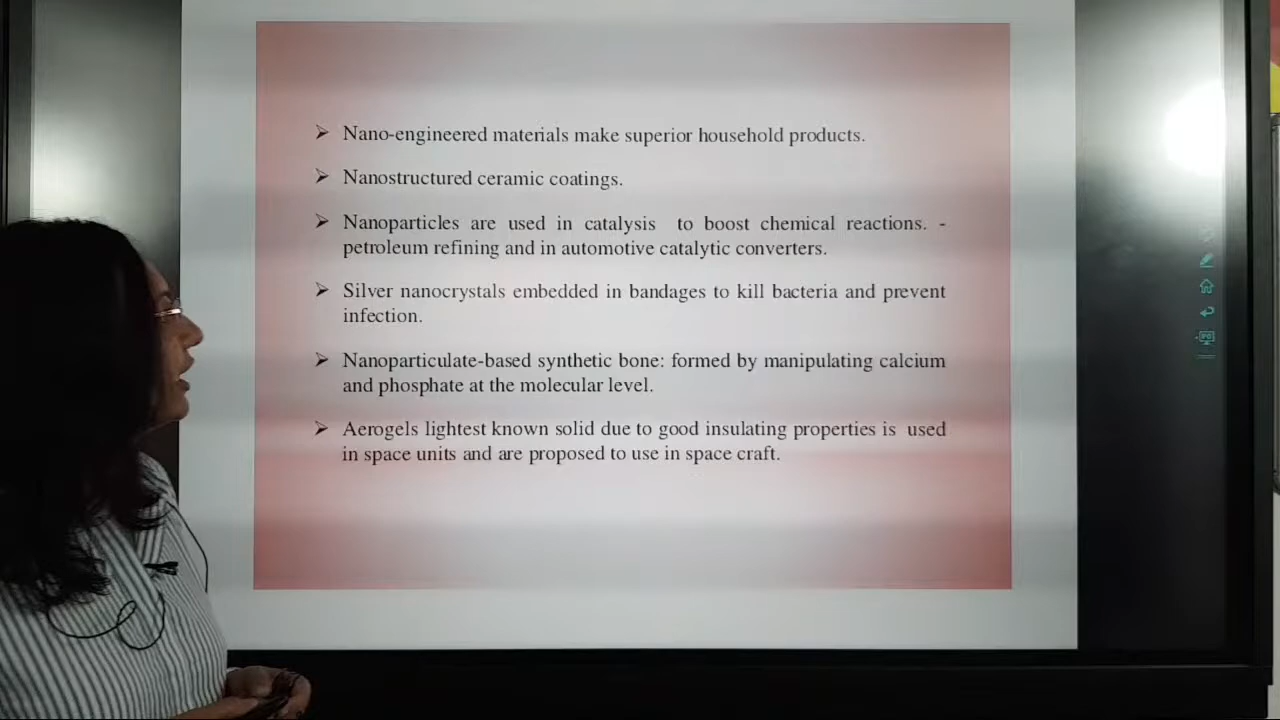 ➢ Nano-engineered materials make superior household products.
➢ Nanostructured ceramic coatings.
➢ Nanoparticles are used in catalysis to boost chemical reactions. -
petroleum refining and in automotive catalytic converters.
➢ Silver nanocrystals embedded in bandages to kill bacteria and prevent
infection.
➢ Nanoparticulate-based synthetic bone: formed by manipulating calcium
and phosphate at the molecular level.
➢ Aerogels lightest known solid due to good insulating properties is used
in space units and are proposed to use in space craft.